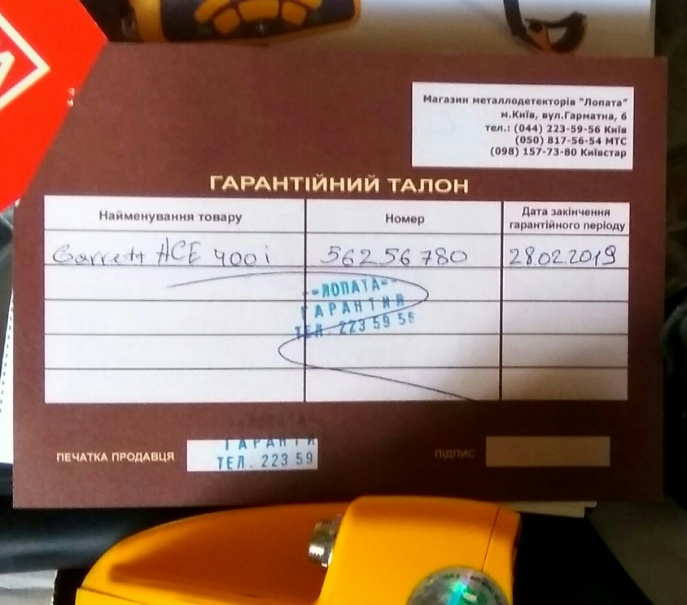 Магазин металлодетекторів "Лопата"
м.Київ, вул.Гарматна, 6
тел.: (044) 223-59-56 Київ
(050) 817-56-54 МТС
(098) 157-73-80 Київстар
ГАРАНТІЙНИЙ ТАЛОН
Найменування товару Номер Дата закінчення гарантійного періоду
Garrett ACE 400i 56256780 28.02.2019
-ЛОПАТА-
ГАРАНТИЯ
ТЕЛ. 223 59 56
ПЕЧАТКА ПРОДАВЦЯ
ГАРАНТИ
ТЕЛ. 223 59
ПІДПИС